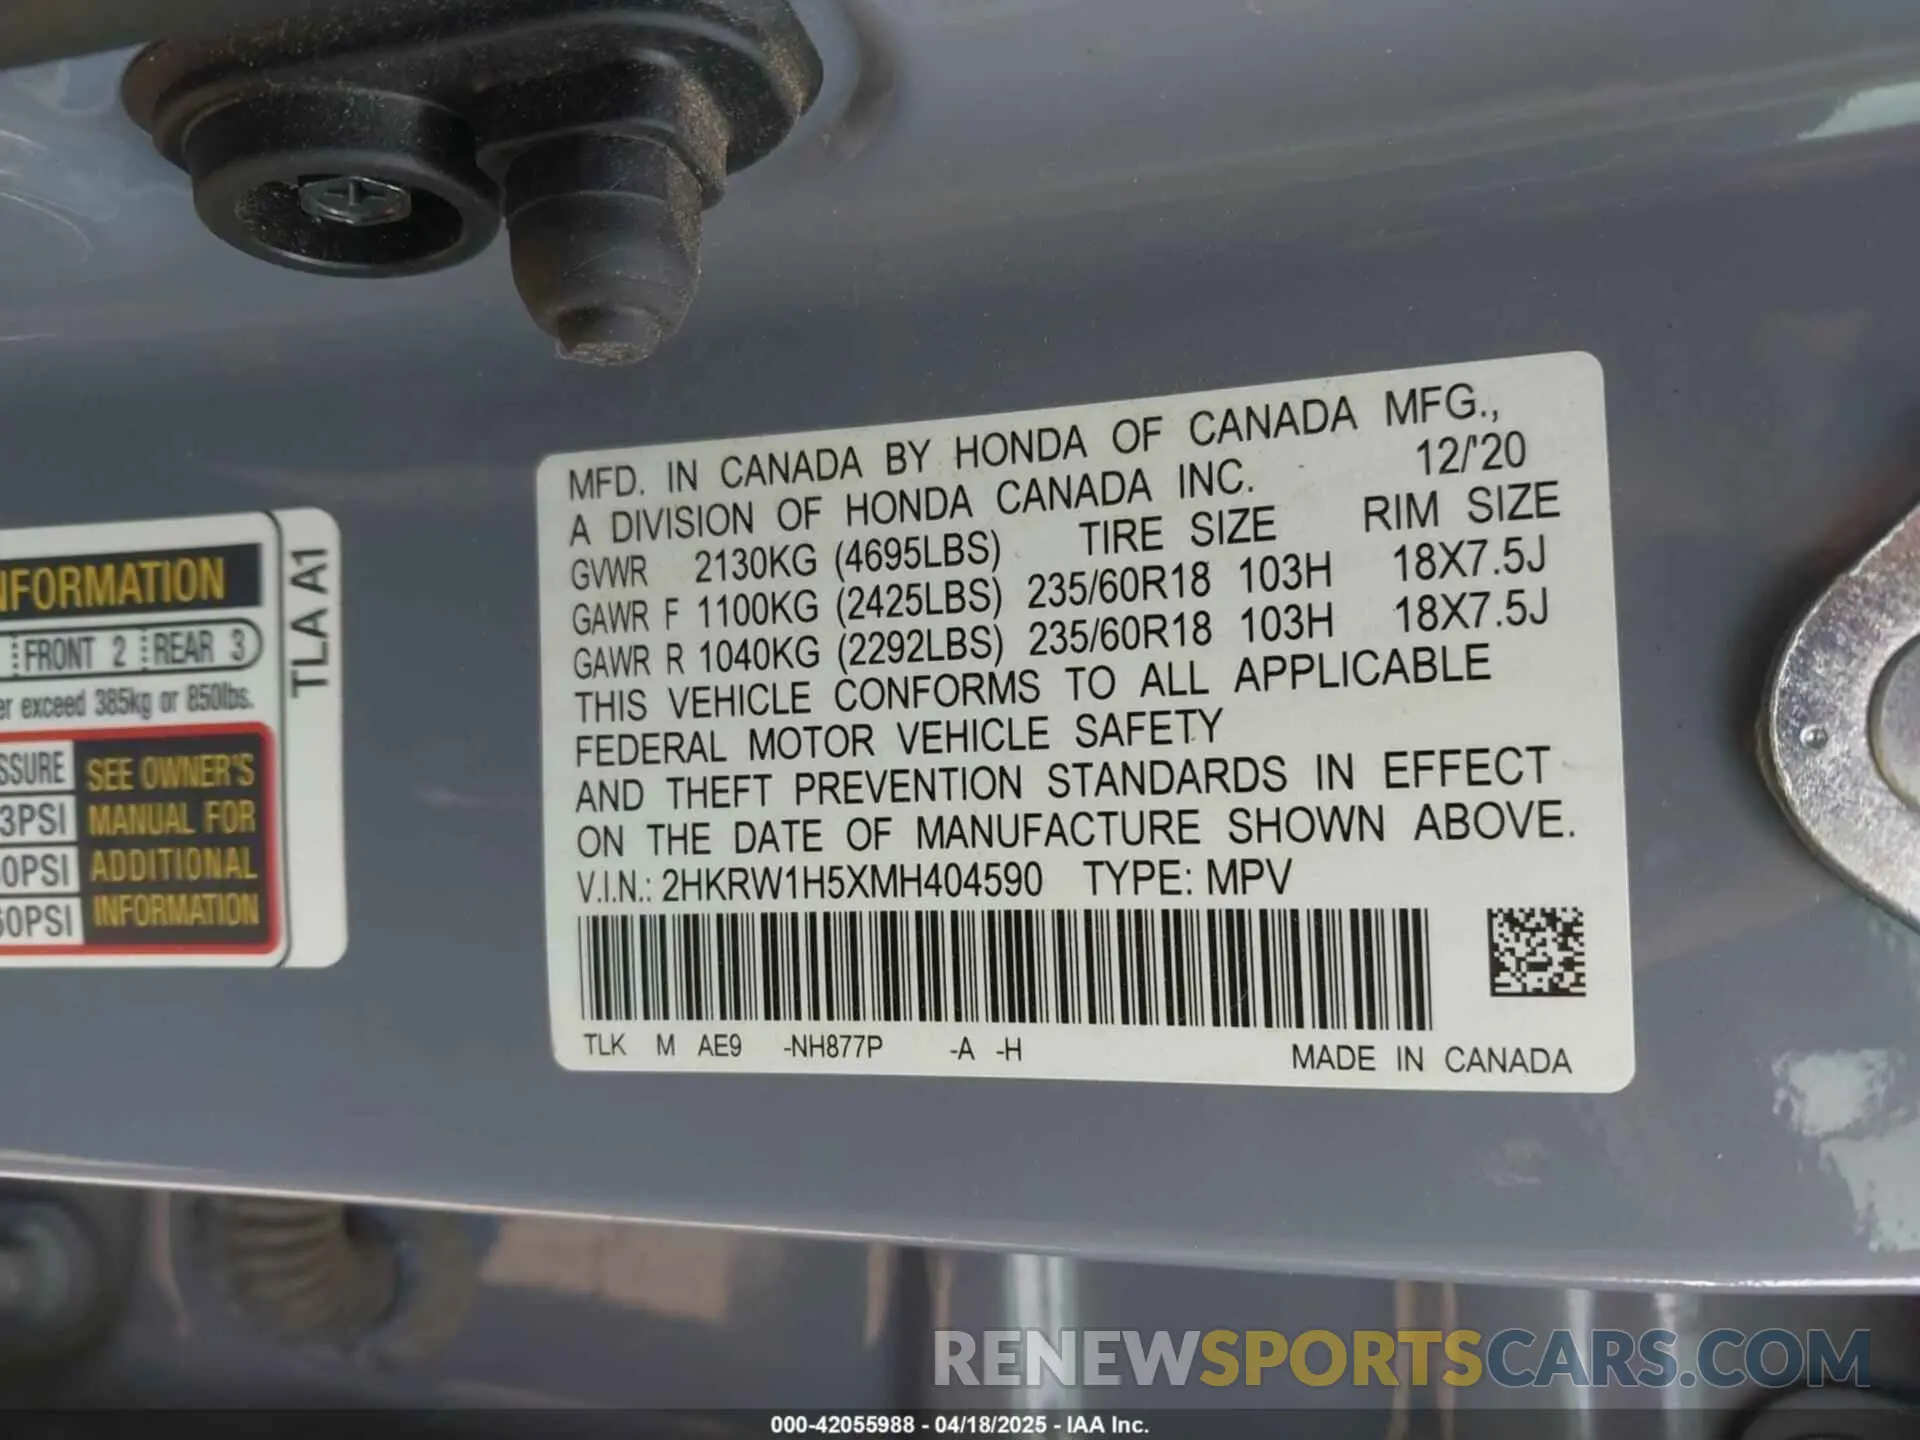 NFORMATION
FRONT 2 REAR 3
er exceed 385kg or 850lbs.
SSURE
3PSI
0PSI
60PSI
SEE OWNER'S
MANUAL FOR
ADDITIONAL
INFORMATION
TLA A1
MFD. IN CANADA BY HONDA OF CANADA MFG.,
A DIVISION OF HONDA CANADA INC. 12/'20
GVWR 2130KG (4695LBS) TIRE SIZE RIM SIZE
GAWR F 1100KG (2425LBS) 235/60R18 103H 18X7.5J
GAWR R 1040KG (2292LBS) 235/60R18 103H 18X7.5J
THIS VEHICLE CONFORMS TO ALL APPLICABLE
FEDERAL MOTOR VEHICLE SAFETY
AND THEFT PREVENTION STANDARDS IN EFFECT
ON THE DATE OF MANUFACTURE SHOWN ABOVE.
V.I.N.: 2HKRW1H5XMH404590 TYPE: MPV
TLK M AE9 -NH877P -A -H
MADE IN CANADA
RENEWSPORTSCARS.COM
000-42055988 - 04/18/2025 - IAA Inc.